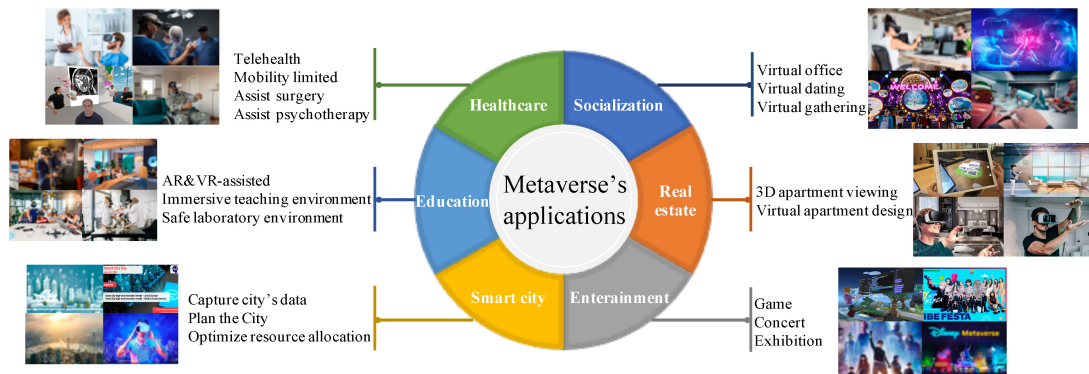 Telehealth
Mobility limited
Assist surgery
Assist psychotherapy
Healthcare
Socialization
Virtual office
Virtual dating
Virtual gathering
WELCOME
AR&VR-assisted
Immersive teaching environment
Safe laboratory environment
Education
Metaverse's
applications
Real
estate
3D apartment viewing
Virtual apartment design
Capture city's data
Plan the City
Optimize resource allocation
Smart city
Enterainment
Game
Concert
Exhibition
IBE FESTA
Disney Metaverse